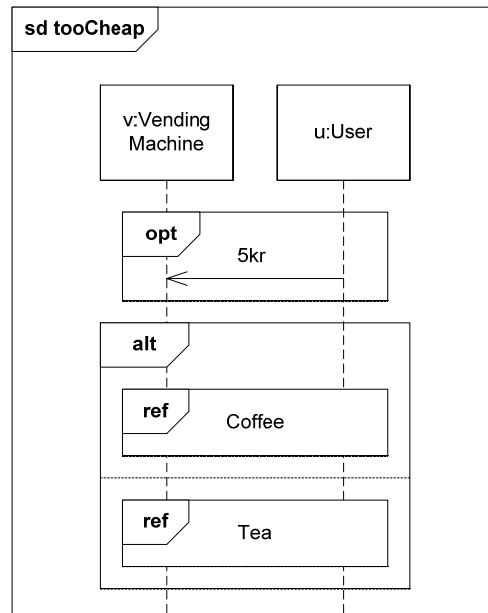 sd tooCheap
v:Vending
Machine
u:User
opt
5kr
alt
ref
Coffee
ref
Tea